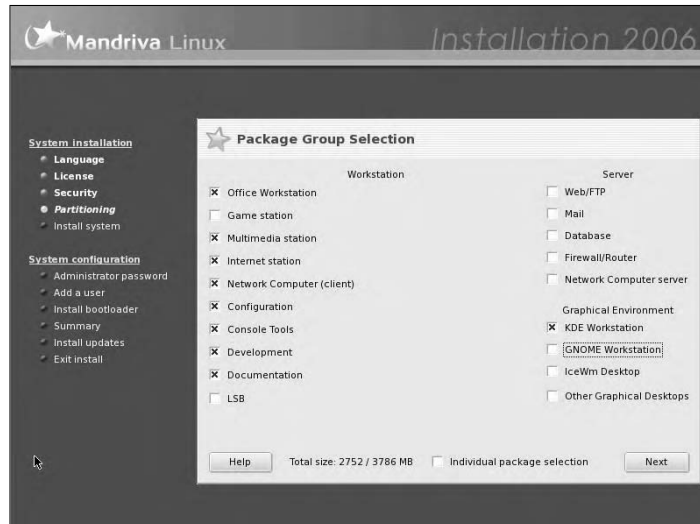 Mandriva Linux
Installation 2006
System installation
Language
License
Security
Partitioning
Install system
System configuration
Administrator password
Add a user
Install bootloader
Summary
Install updates
Exit install
Package Group Selection
Workstation
Office Workstation
Game station
Multimedia station
Internet station
Network Computer (client)
Configuration
Console Tools
Development
Documentation
LSB
Server
Web/FTP
Mail
Database
Firewall/Router
Network Computer server
Graphical Environment
KDE Workstation
GNOME Workstation
IceWm Desktop
Other Graphical Desktops
Help
Total size: 2752 / 3786 MB
Individual package selection
Next